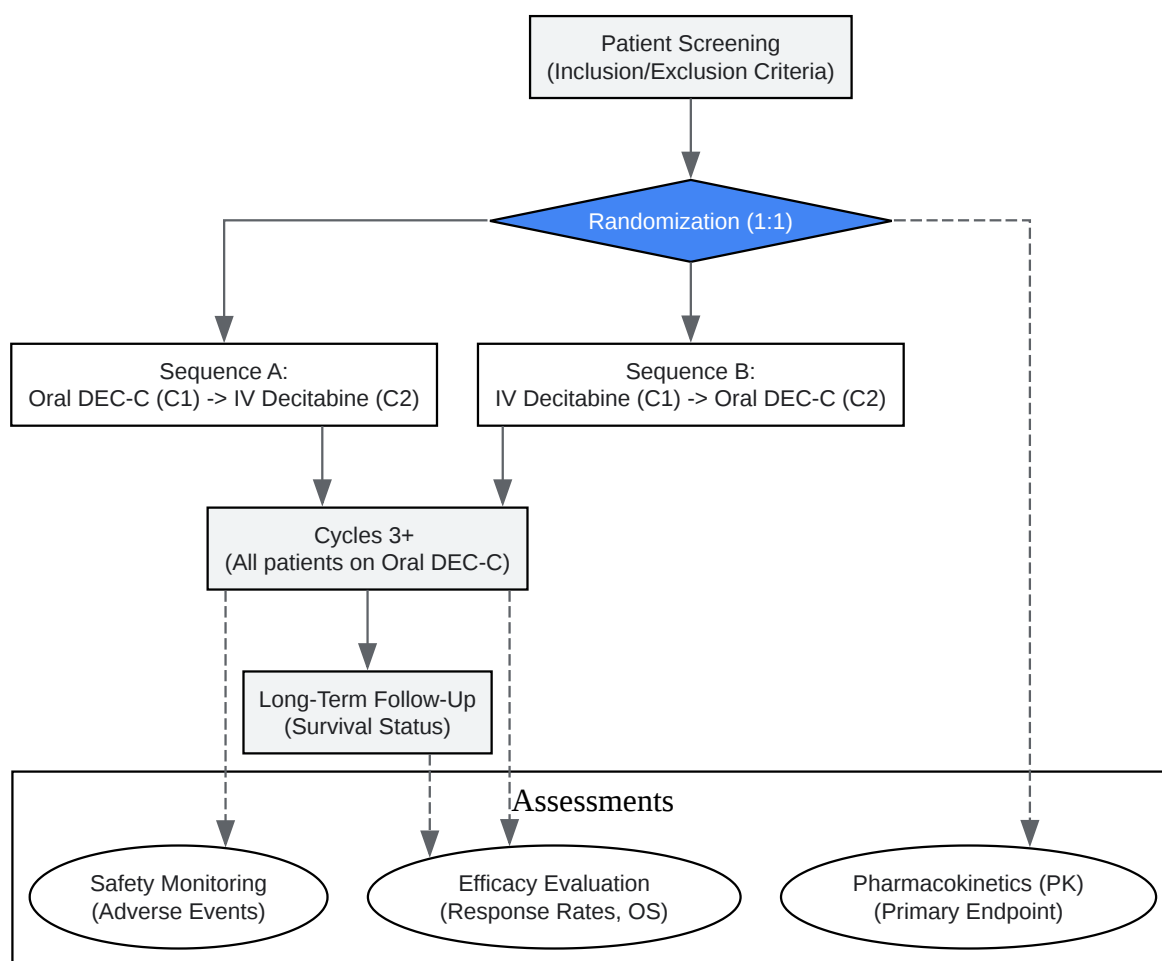 Patient Screening
(Inclusion/Exclusion Criteria)
Randomization (1:1)
Sequence A:
Oral DEC-C (C1) -> IV Decitabine (C2)
Sequence B:
IV Decitabine (C1) -> Oral DEC-C (C2)
Cycles 3+
(All patients on Oral DEC-C)
Long-Term Follow-Up
(Survival Status)
Assessments
Safety Monitoring
(Adverse Events)
Efficacy Evaluation
(Response Rates, OS)
Pharmacokinetics (PK)
(Primary Endpoint)